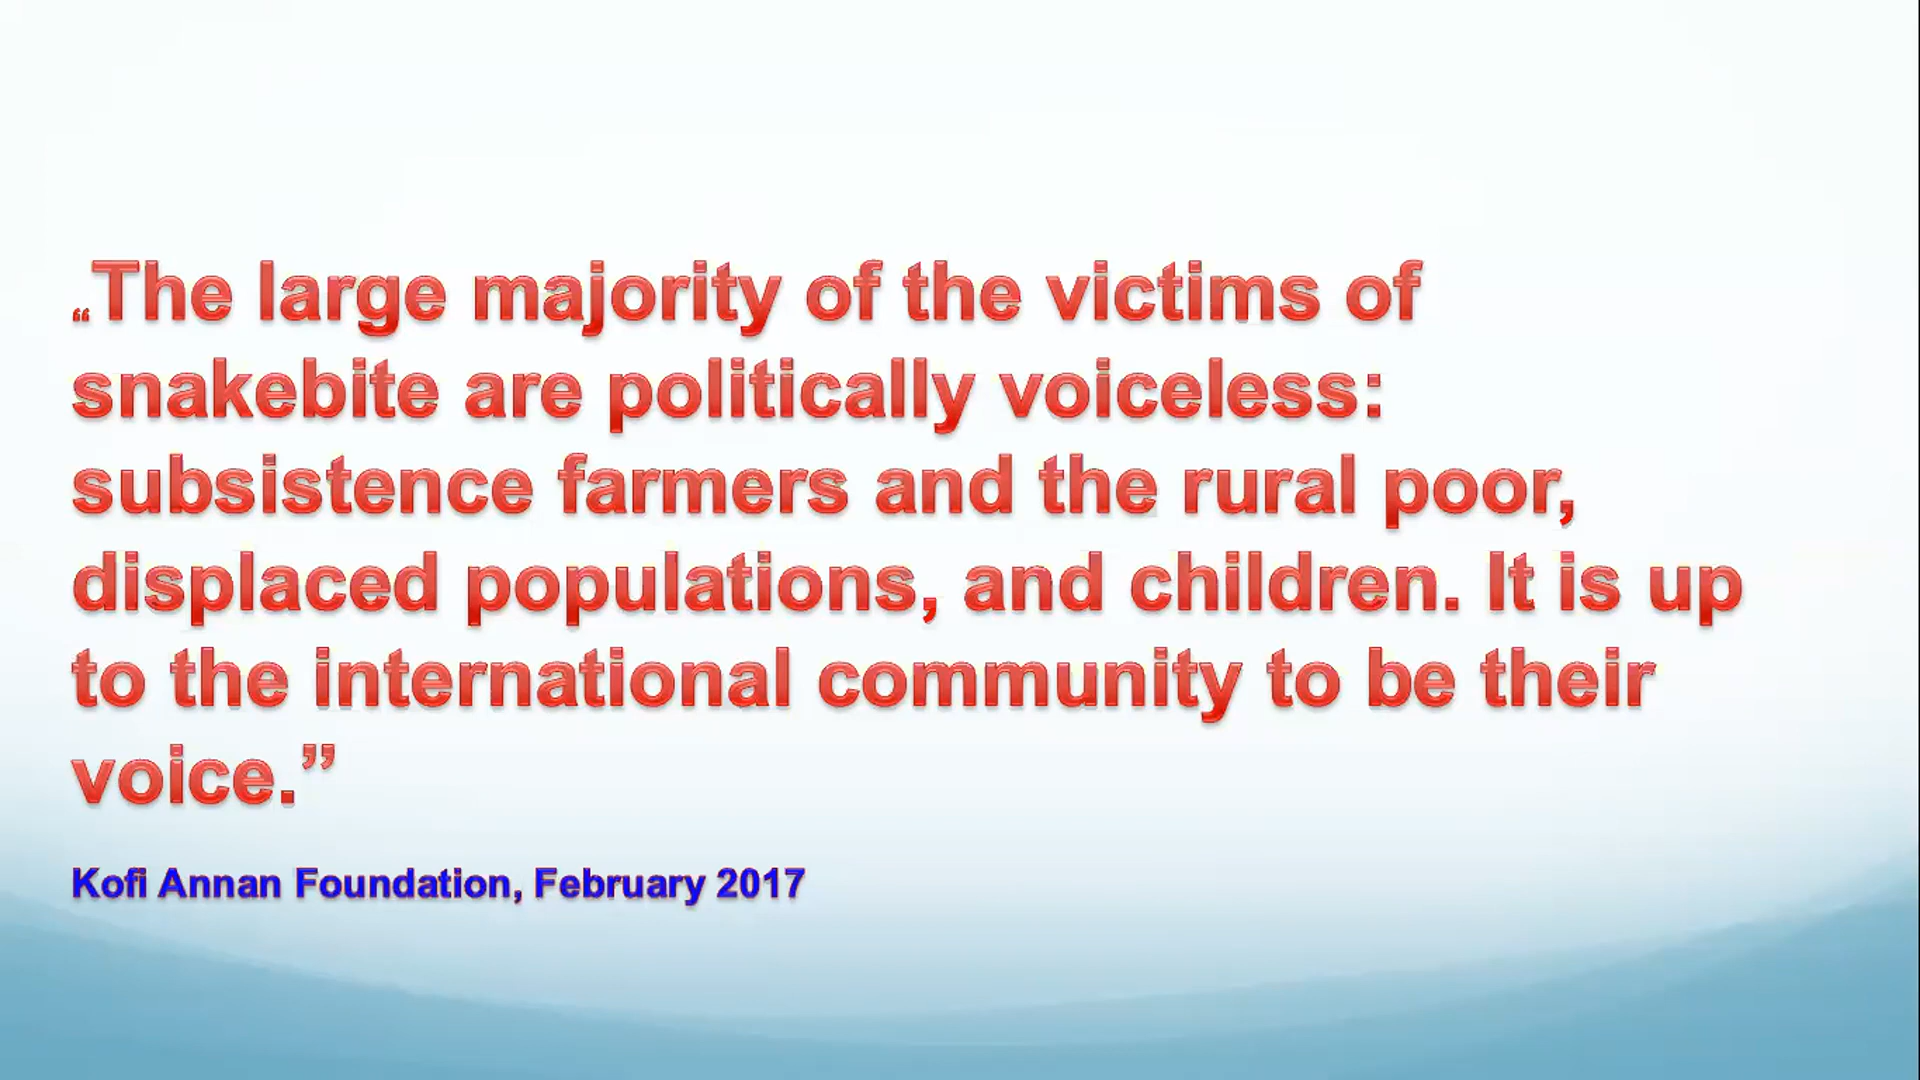 “The large majority of the victims of
snakebite are politically voiceless:
subsistence farmers and the rural poor,
displaced populations, and children. It is up
to the international community to be their
voice.”
Kofi Annan Foundation, February 2017